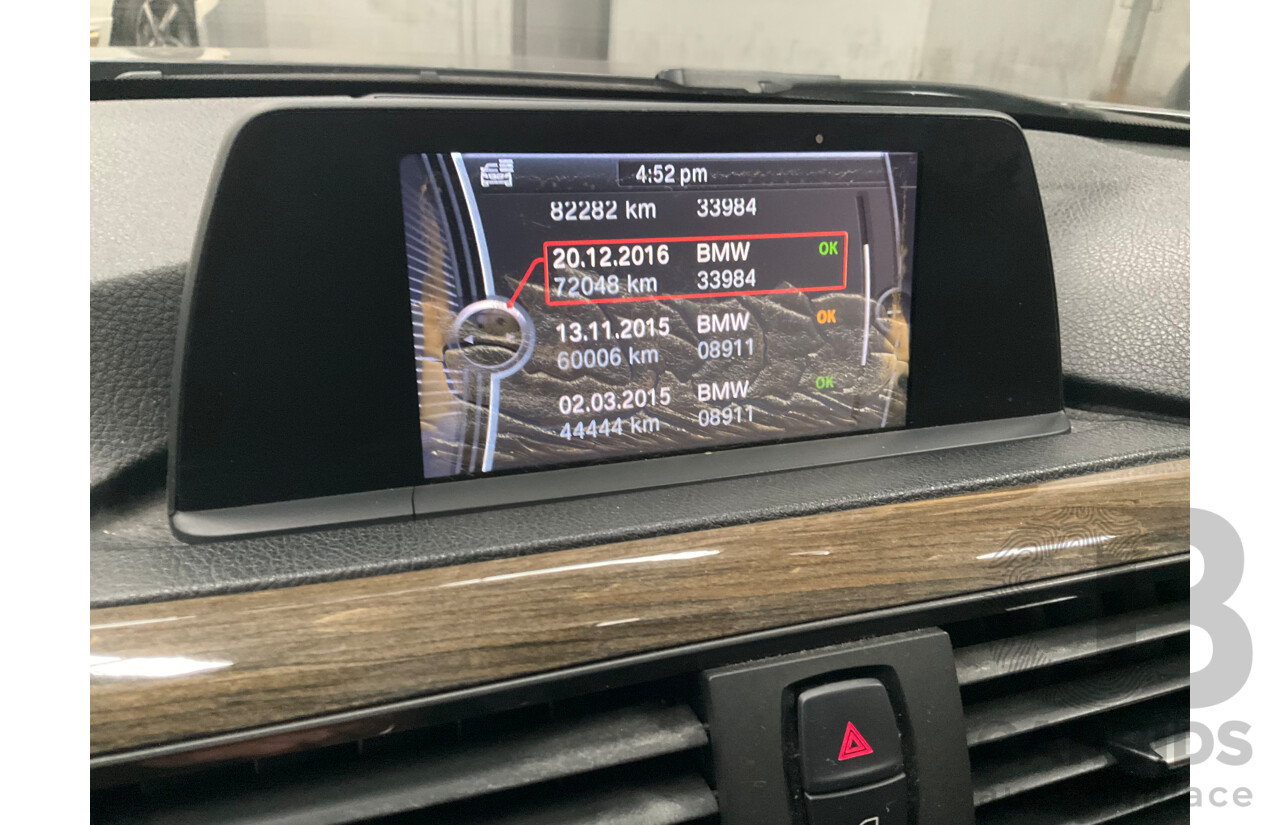 4:52 pm
82282 km 33984
20.12.2016 BMW OK
72048 km 33984
13.11.2015 BMW OK
60006 km 08911
02.03.2015 BMW OK
44444 km 08911